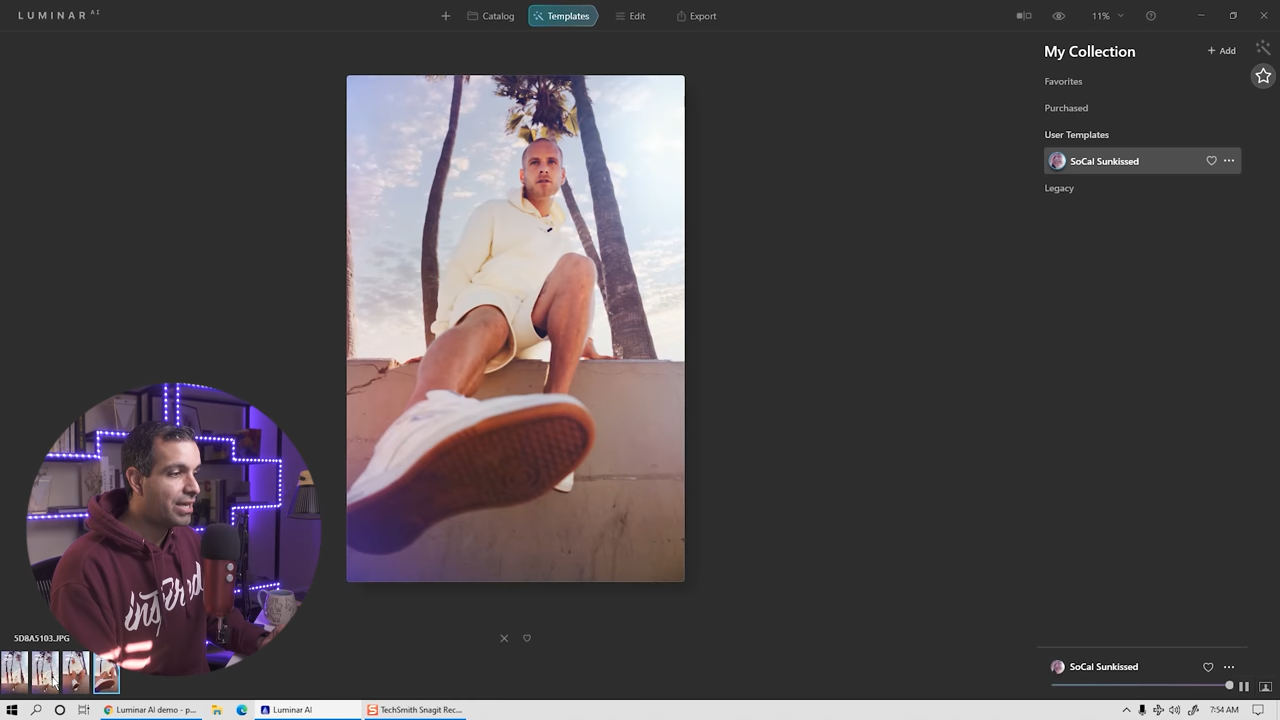 LUMINAR AI
Catalog
Templates
Edit
Export
11%
My Collection
+ Add
Favorites
Purchased
User Templates
SoCal Sunkissed
Legacy
inspired
5D8A5103.JPG
SoCal Sunkissed
Luminar AI demo - p...
Luminar AI
TechSmith Snagit Rec...
7:54 AM